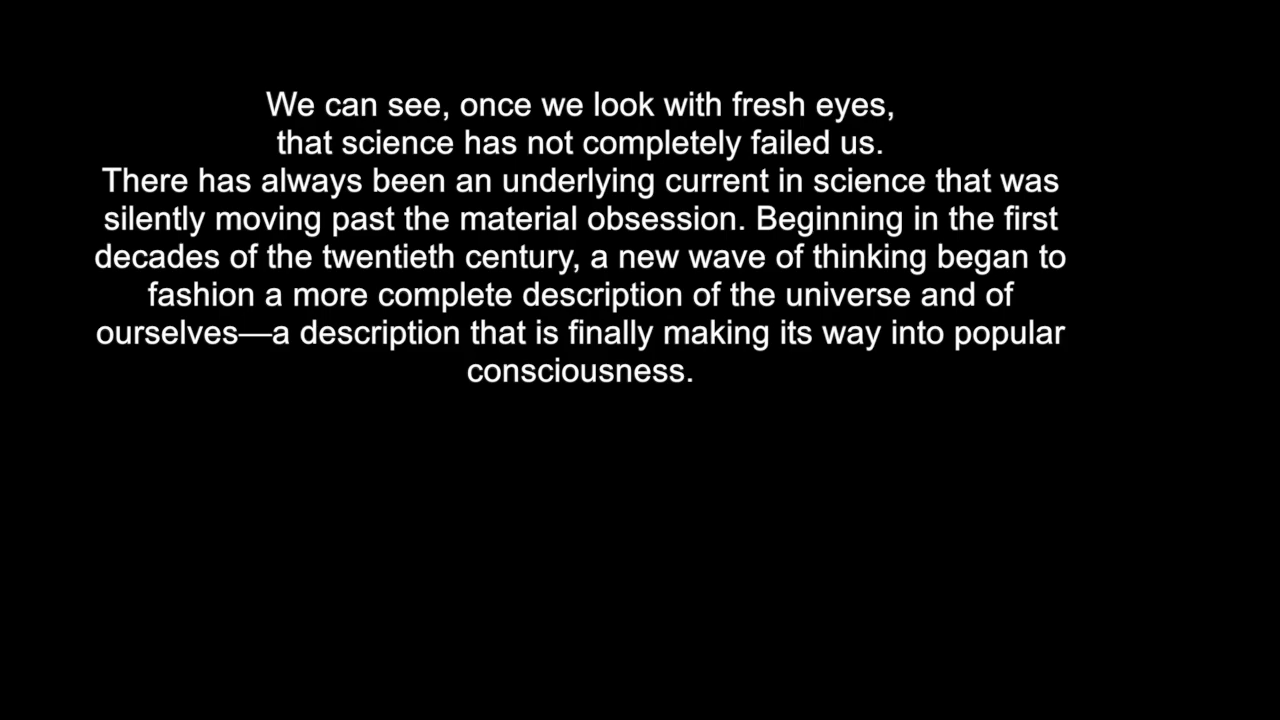 We can see, once we look with fresh eyes,
that science has not completely failed us.
There has always been an underlying current in science that was
silently moving past the material obsession. Beginning in the first
decades of the twentieth century, a new wave of thinking began to
fashion a more complete description of the universe and of
ourselves—a description that is finally making its way into popular
consciousness.